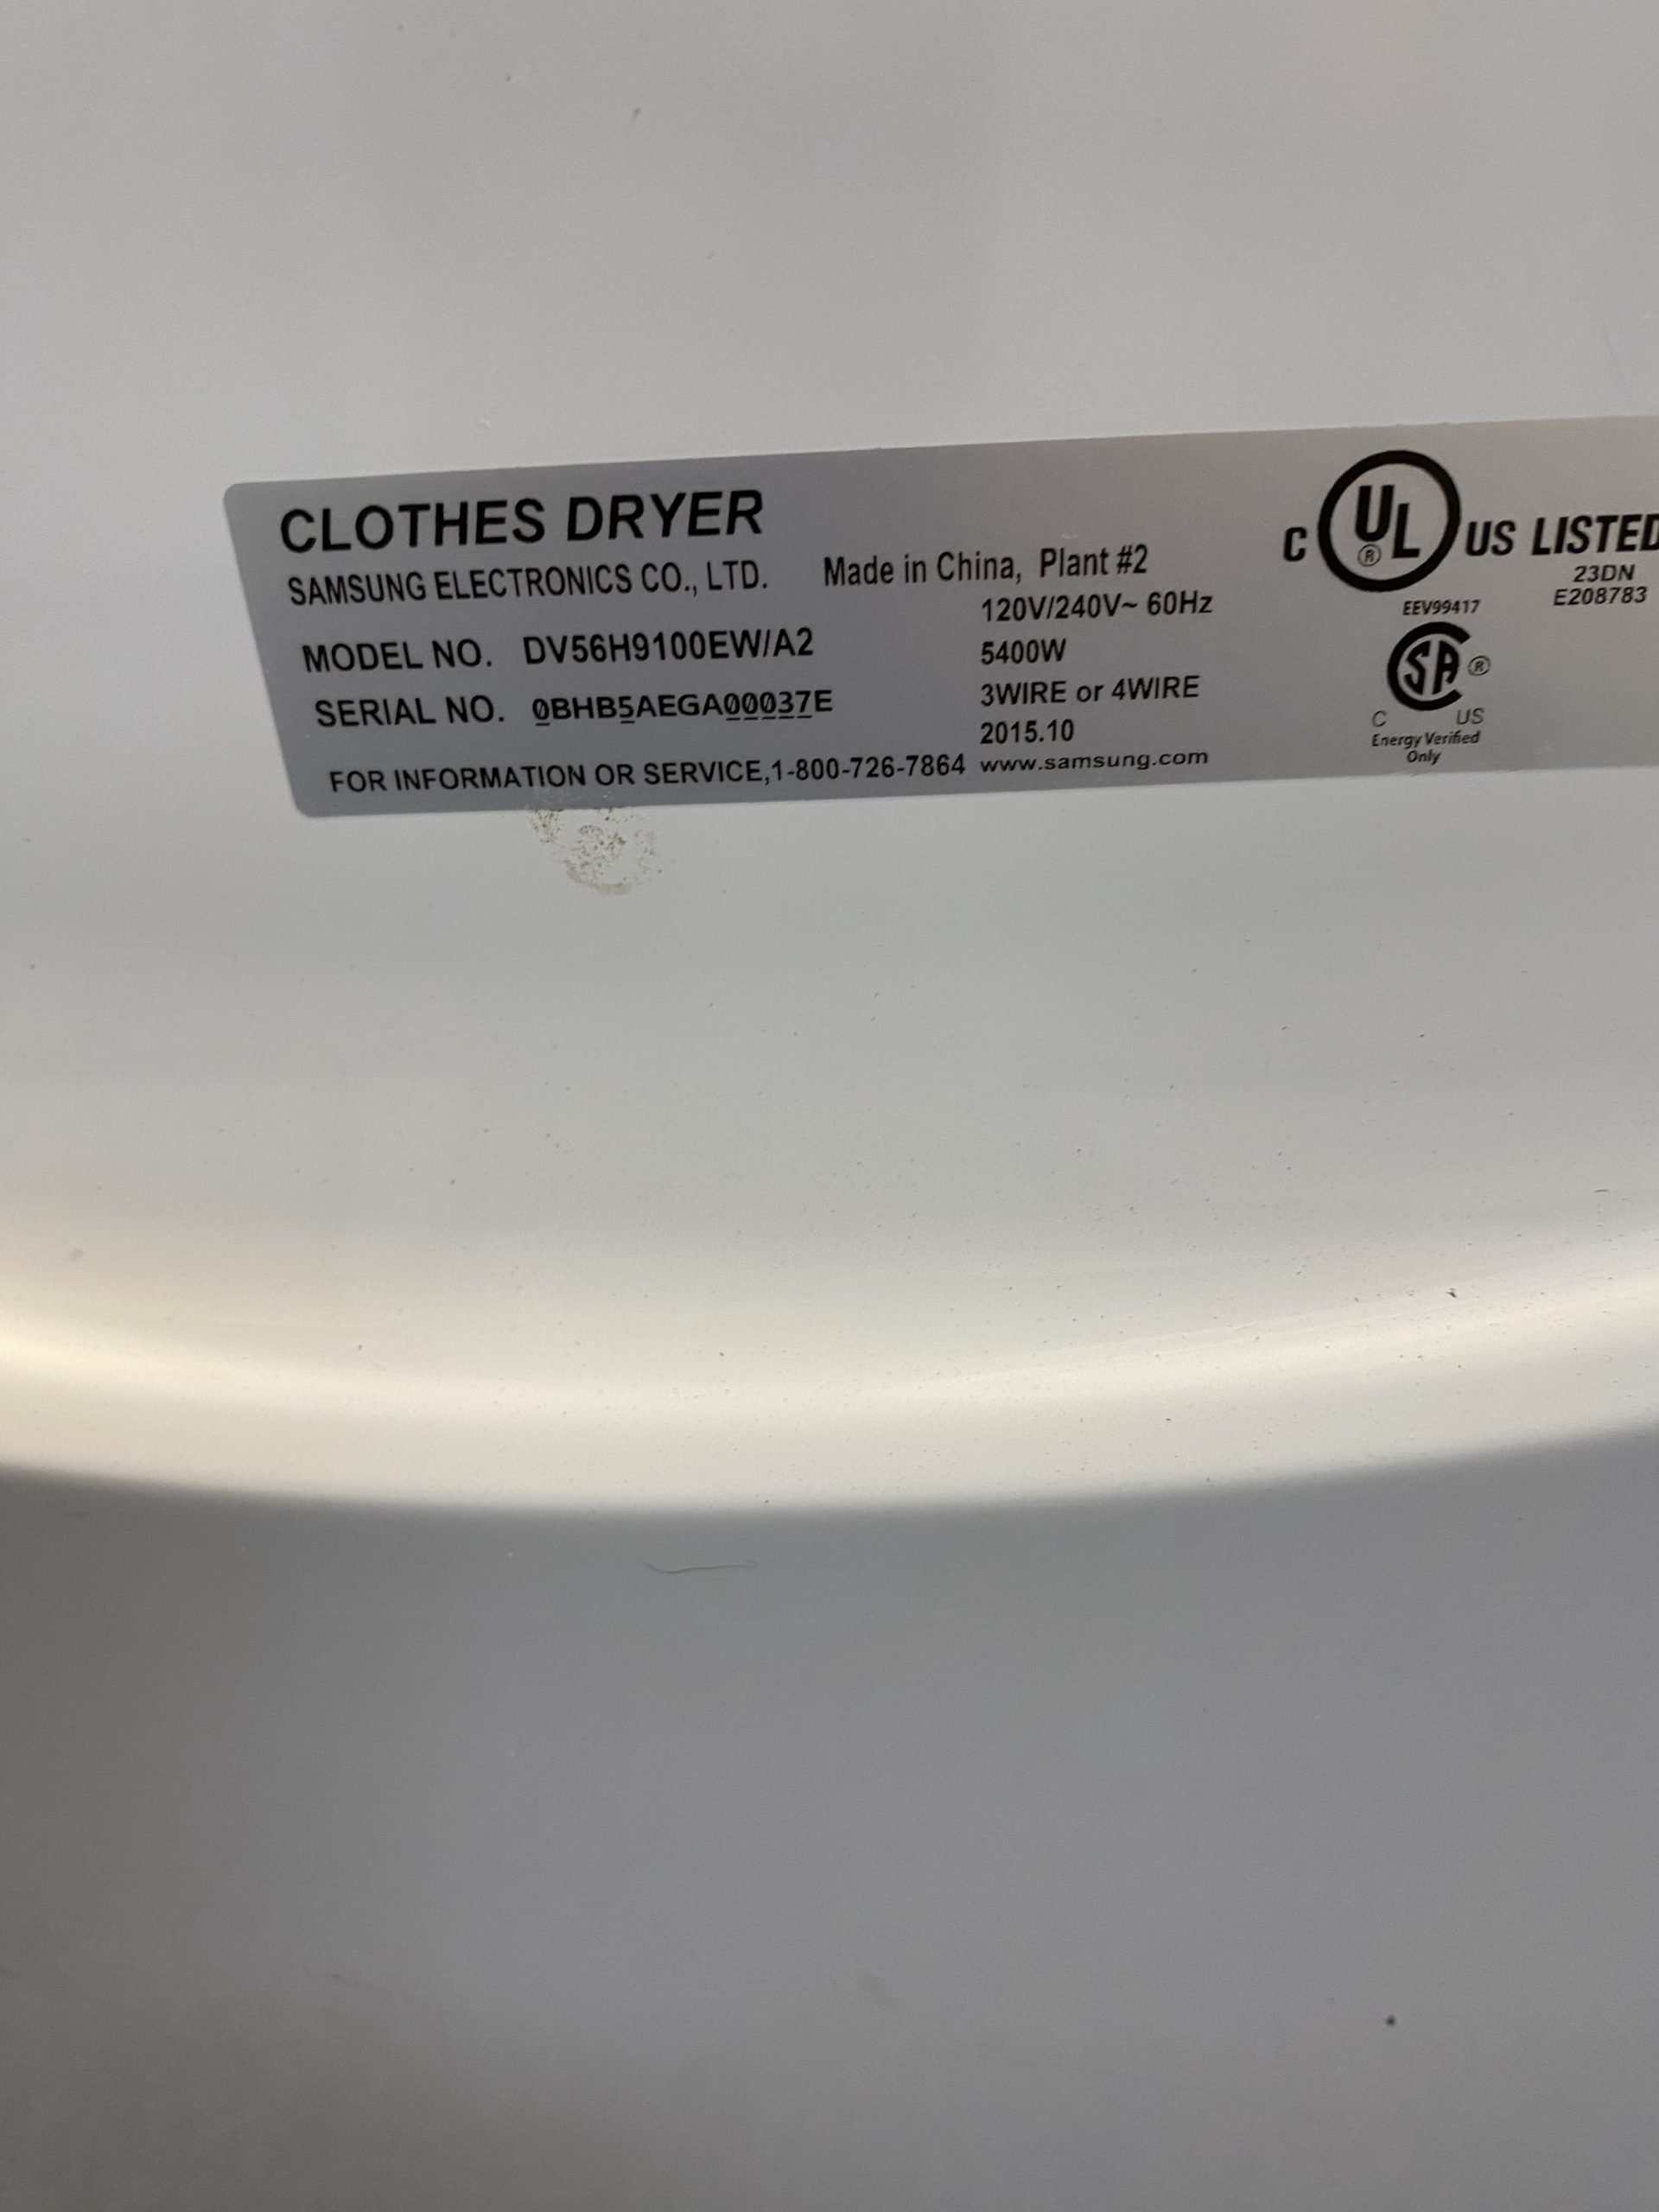 CLOTHES DRYER
SAMSUNG ELECTRONICS CO., LTD. Made in China, Plant #2
120V/240V~ 60Hz
MODEL NO. DV56H9100EW/A2
5400W
SERIAL NO. 0BHB5AEGA00037E
3WIRE or 4WIRE
2015.10
FOR INFORMATION OR SERVICE,1-800-726-7864 www.samsung.com
C UL ® US LISTED
23DN
E208783
EEV99417
SA ®
C US
Energy Verified
Only